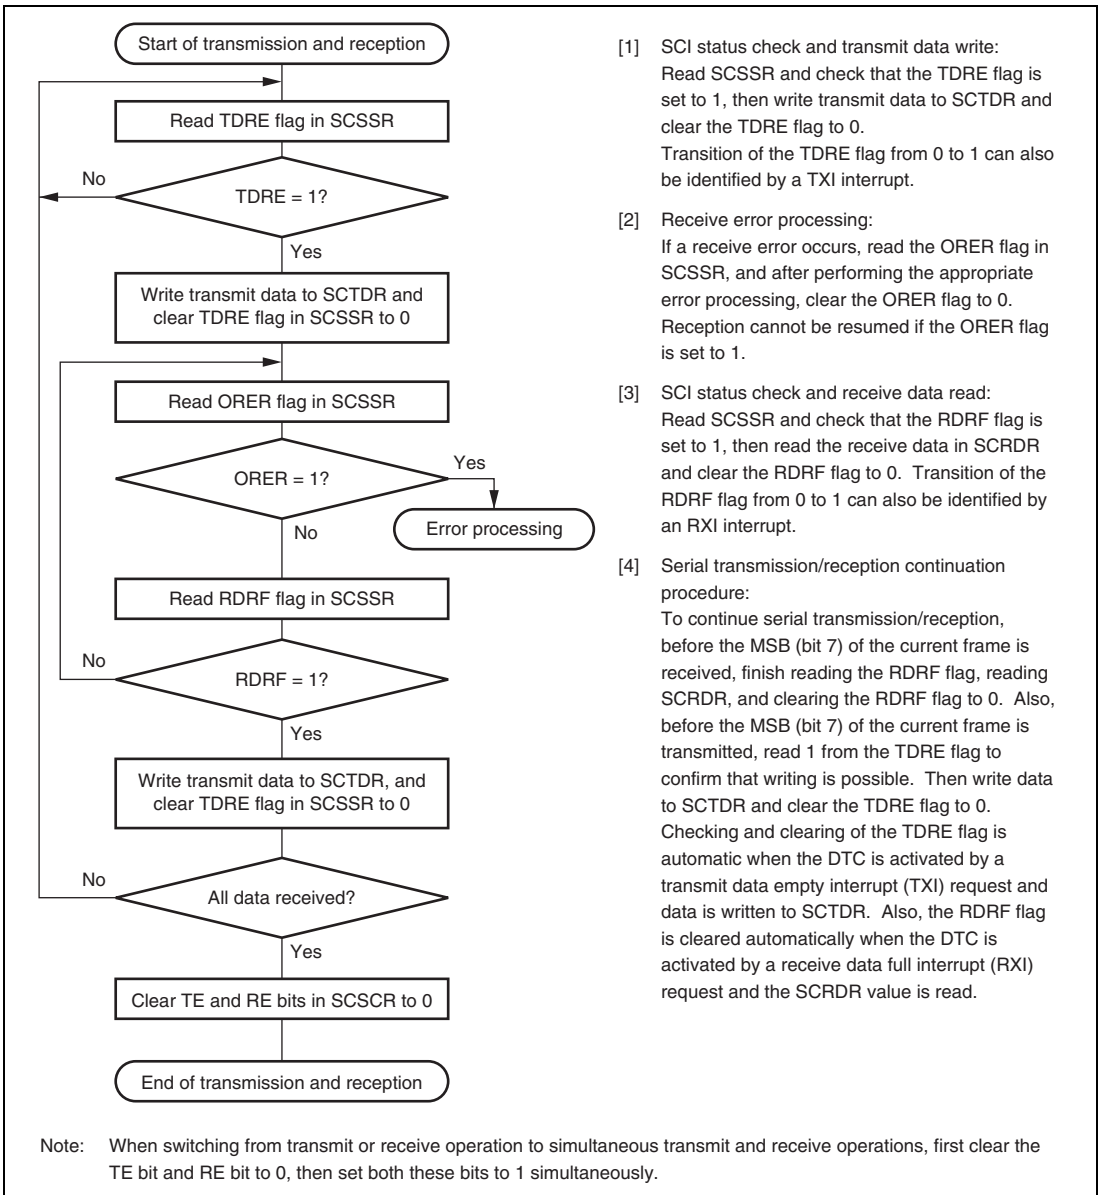 Start of transmission and reception
Read TDRE flag in SCSSR
No
TDRE = 1?
Yes
Write transmit data to SCTDR and
clear TDRE flag in SCSSR to 0
Read ORER flag in SCSSR
ORER = 1?
Yes
Error processing
No
Read RDRF flag in SCSSR
No
RDRF = 1?
Yes
Write transmit data to SCTDR, and
clear TDRE flag in SCSSR to 0
No
All data received?
Yes
Clear TE and RE bits in SCSCR to 0
End of transmission and reception
[1] SCI status check and transmit data write:
Read SCSSR and check that the TDRE flag is
set to 1, then write transmit data to SCTDR and
clear the TDRE flag to 0.
Transition of the TDRE flag from 0 to 1 can also
be identified by a TXI interrupt.
[2] Receive error processing:
If a receive error occurs, read the ORER flag in
SCSSR, and after performing the appropriate
error processing, clear the ORER flag to 0.
Reception cannot be resumed if the ORER flag
is set to 1.
[3] SCI status check and receive data read:
Read SCSSR and check that the RDRF flag is
set to 1, then read the receive data in SCRDR
and clear the RDRF flag to 0. Transition of the
RDRF flag from 0 to 1 can also be identified by
an RXI interrupt.
[4] Serial transmission/reception continuation
procedure:
To continue serial transmission/reception,
before the MSB (bit 7) of the current frame is
received, finish reading the RDRF flag, reading
SCRDR, and clearing the RDRF flag to 0. Also,
before the MSB (bit 7) of the current frame is
transmitted, read 1 from the TDRE flag to
confirm that writing is possible. Then write data
to SCTDR and clear the TDRE flag to 0.
Checking and clearing of the TDRE flag is
automatic when the DTC is activated by a
transmit data empty interrupt (TXI) request and
data is written to SCTDR. Also, the RDRF flag
is cleared automatically when the DTC is
activated by a receive data full interrupt (RXI)
request and the SCRDR value is read.
Note: When switching from transmit or receive operation to simultaneous transmit and receive operations, first clear the
TE bit and RE bit to 0, then set both these bits to 1 simultaneously.